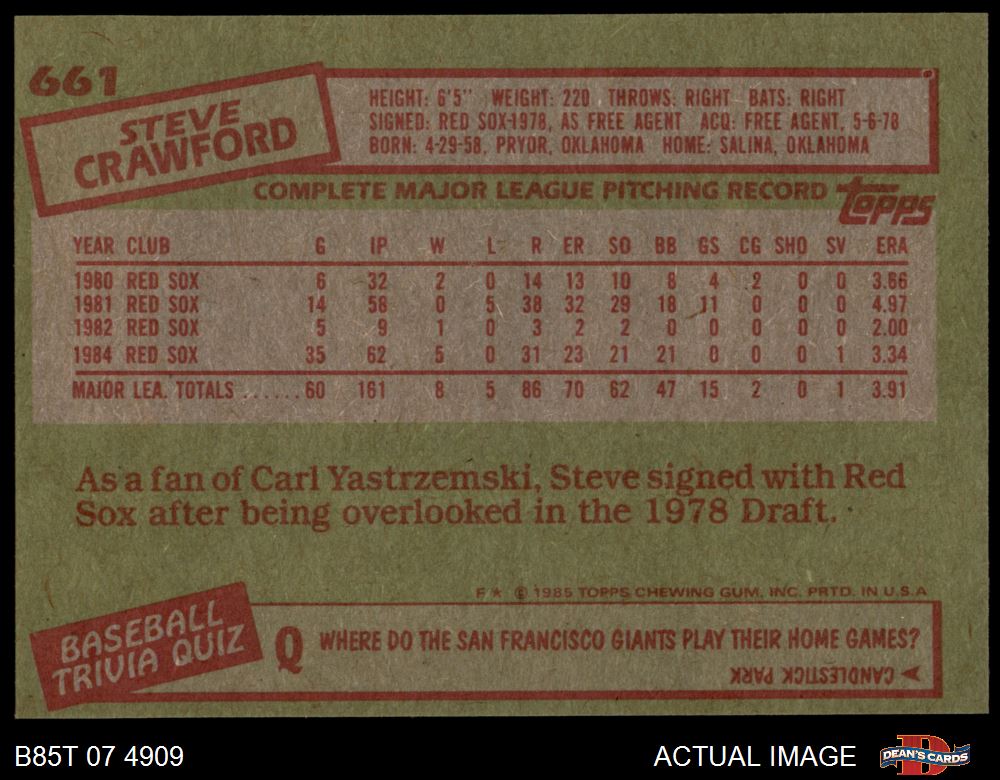 661
STEVE
CRAWFORD
HEIGHT: 6'5" WEIGHT: 220 THROWS: RIGHT BATS: RIGHT
SIGNED: RED SOX-1978, AS FREE AGENT ACQ: FREE AGENT, 5-6-78
BORN: 4-29-58, PRYOR, OKLAHOMA HOME: SALINA, OKLAHOMA
COMPLETE MAJOR LEAGUE PITCHING RECORD
TOPPS
YEAR CLUB G IP W L R ER SO BB GS CG SHO SV ERA
1980 RED SOX 6 32 2 0 14 13 10 8 4 2 0 0 3.66
1981 RED SOX 14 58 0 5 38 32 29 18 11 0 0 0 4.97
1982 RED SOX 5 9 1 0 3 2 2 0 0 0 0 0 2.00
1984 RED SOX 35 62 5 0 31 23 21 21 0 0 0 1 3.34
MAJOR LEA. TOTALS ......60 161 8 5 86 70 62 47 15 2 0 1 3.91
As a fan of Carl Yastrzemski, Steve signed with Red
Sox after being overlooked in the 1978 Draft.
F* © 1985 TOPPS CHEWING GUM, INC. PRTD. IN U.S.A
BASEBALL
TRIVIA QUIZ
Q WHERE DO THE SAN FRANCISCO GIANTS PLAY THEIR HOME GAMES?
CANDLESTICK PARK
B85T 07 4909
ACTUAL IMAGE
DEAN'S CARDS